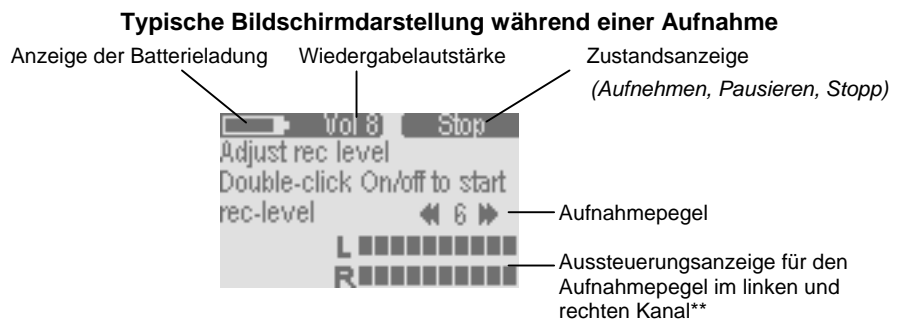 Typische Bildschirmdarstellung während einer Aufnahme
Anzeige der Batterieladung
Wiedergabelautstärke
Zustandsanzeige
(Aufnehmen, Pausieren, Stopp)
Vol 8 Stop
Adjust rec level
Double-click On/off to start
rec-level 6
Aufnahmepegel
L
R
Aussteuerungsanzeige für den
Aufnahmepegel im linken und
rechten Kanal**